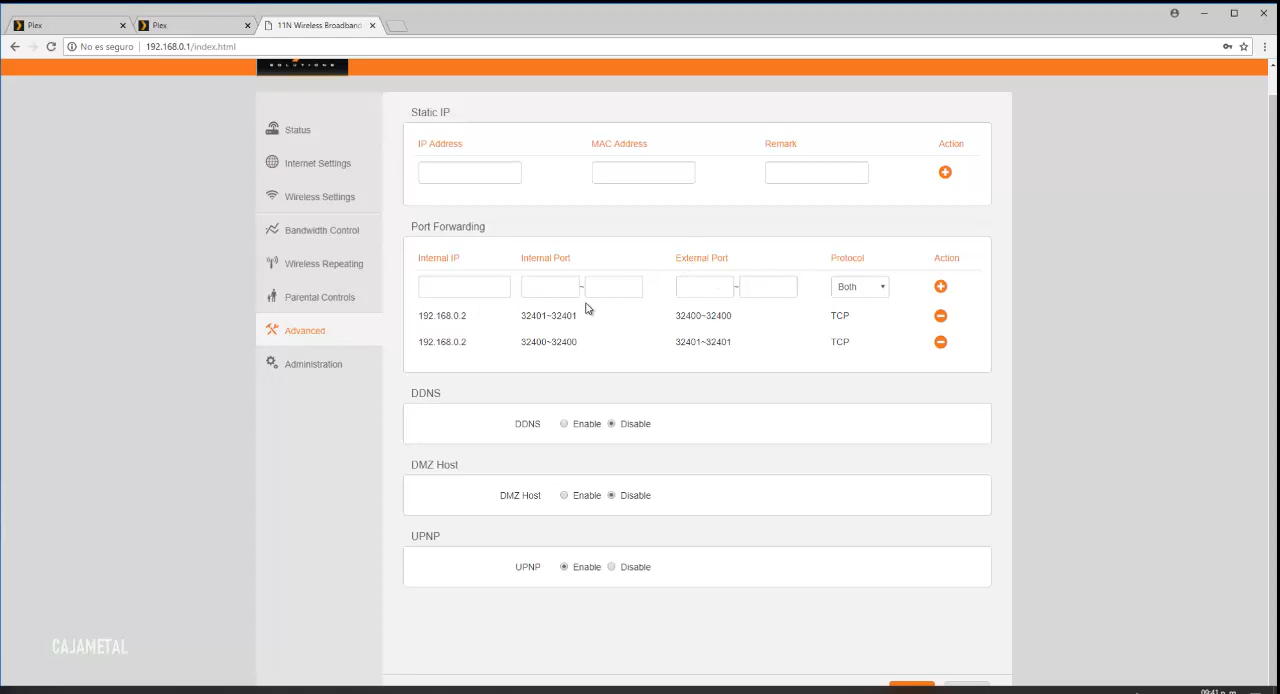 Plex
Plex
11N Wireless Broadband
No es seguro 192.168.0.1/index.html
SOLUTIONS
Status
Internet Settings
Wireless Settings
Bandwidth Control
Wireless Repeating
Parental Controls
Advanced
Administration
Static IP
IP Address MAC Address Remark Action
Port Forwarding
Internal IP Internal Port External Port Protocol Action
~ ~ Both
192.168.0.2 32401~32401 32400~32400 TCP
192.168.0.2 32400~32400 32401~32401 TCP
DDNS
DDNS Enable Disable
DMZ Host
DMZ Host Enable Disable
UPNP
UPNP Enable Disable
CAJAMETAL
09:41 p. m.